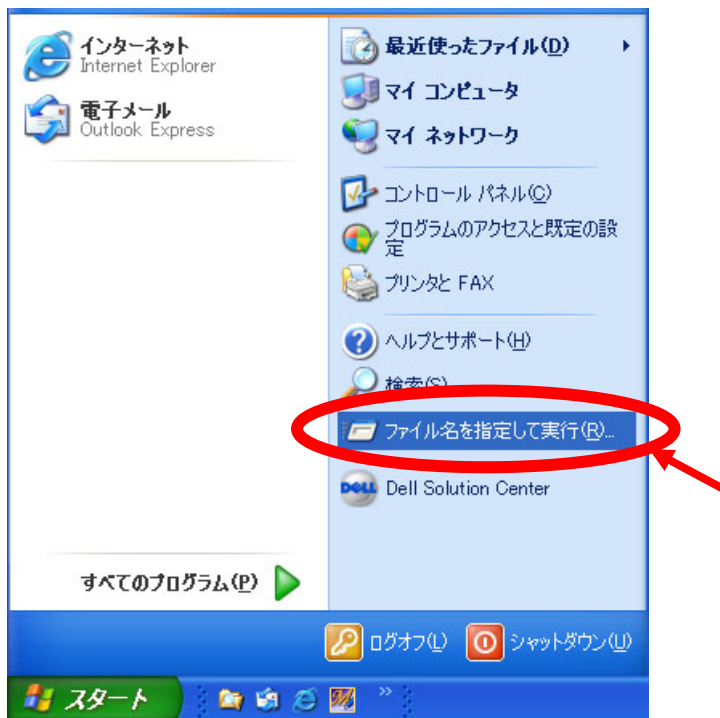 インターネット
Internet Explorer
電子メール
Outlook Express
すべてのプログラム(P)
最近使ったファイル(D)
マイ コンピュータ
マイ ネットワーク
コントロール パネル(C)
プログラムのアクセスと既定の設
定
プリンタと FAX
ヘルプとサポート(H)
検索(S)
ファイル名を指定して実行(R)...
DELL Dell Solution Center
ログオフ(L) シャットダウン(U)
スタート »